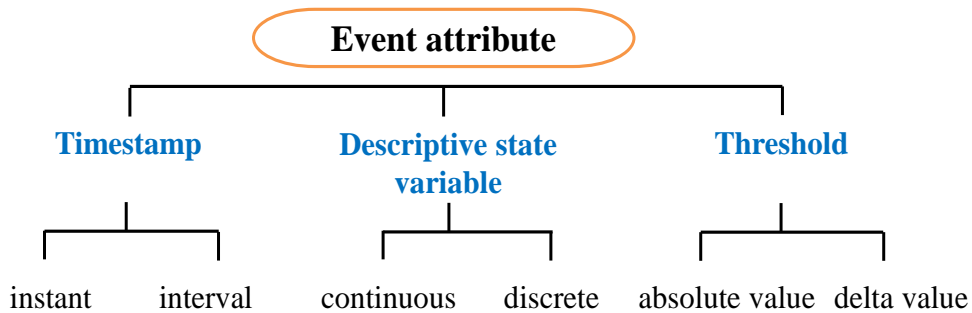 Event attribute
Timestamp
Descriptive state
variable
Threshold
instant
interval
continuous
discrete
absolute value
delta value